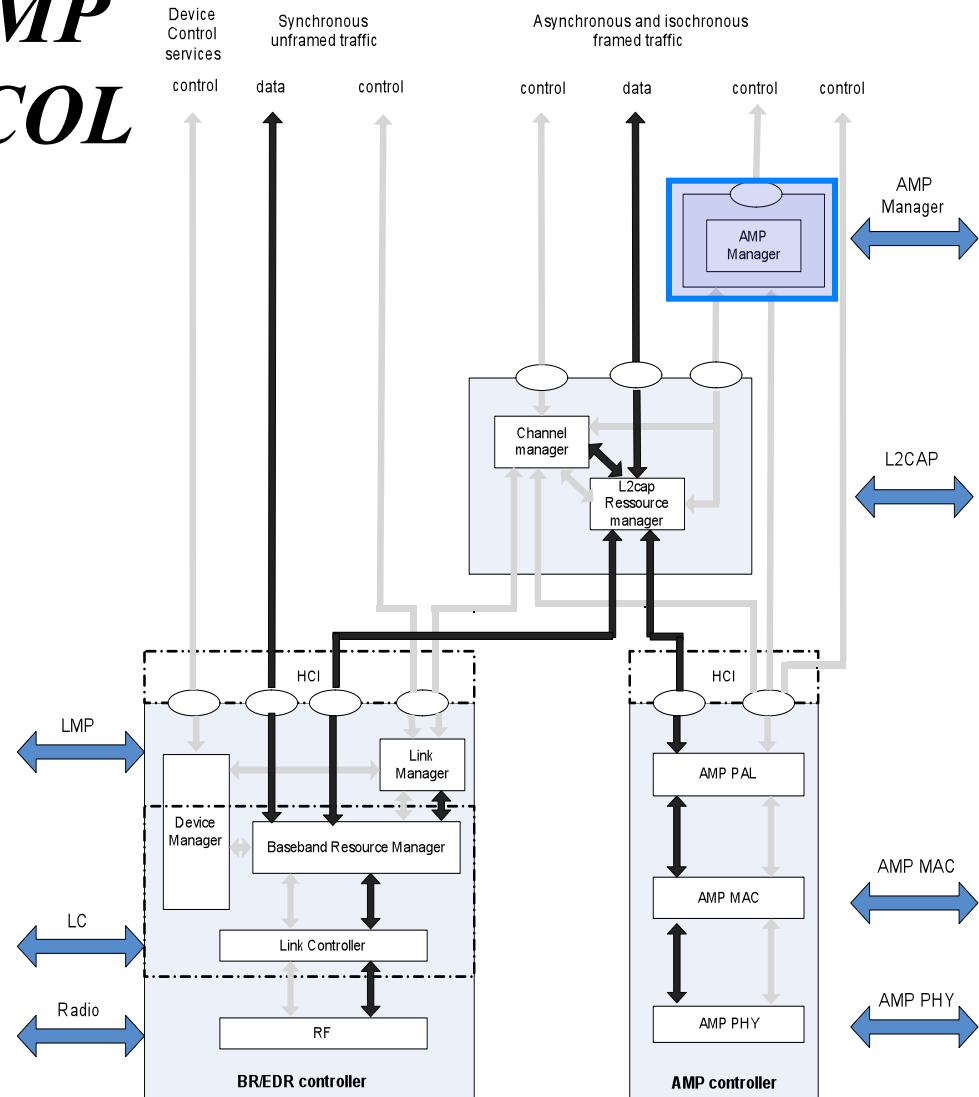 MP
COL
Device
Control
services
Synchronous
unframed traffic
Asynchronous and isochronous
framed traffic
control
data
control
control
data
control
control
AMP
Manager
AMP
Manager
Channel
manager
L2cap
Ressource
manager
L2CAP
HCI
HCI
LMP
Link
Manager
AMP PAL
Device
Manager
Baseband Resource Manager
AMP MAC
AMP MAC
LC
Link Controller
Radio
RF
AMP PHY
AMP PHY
BR/EDR controller
AMP controller